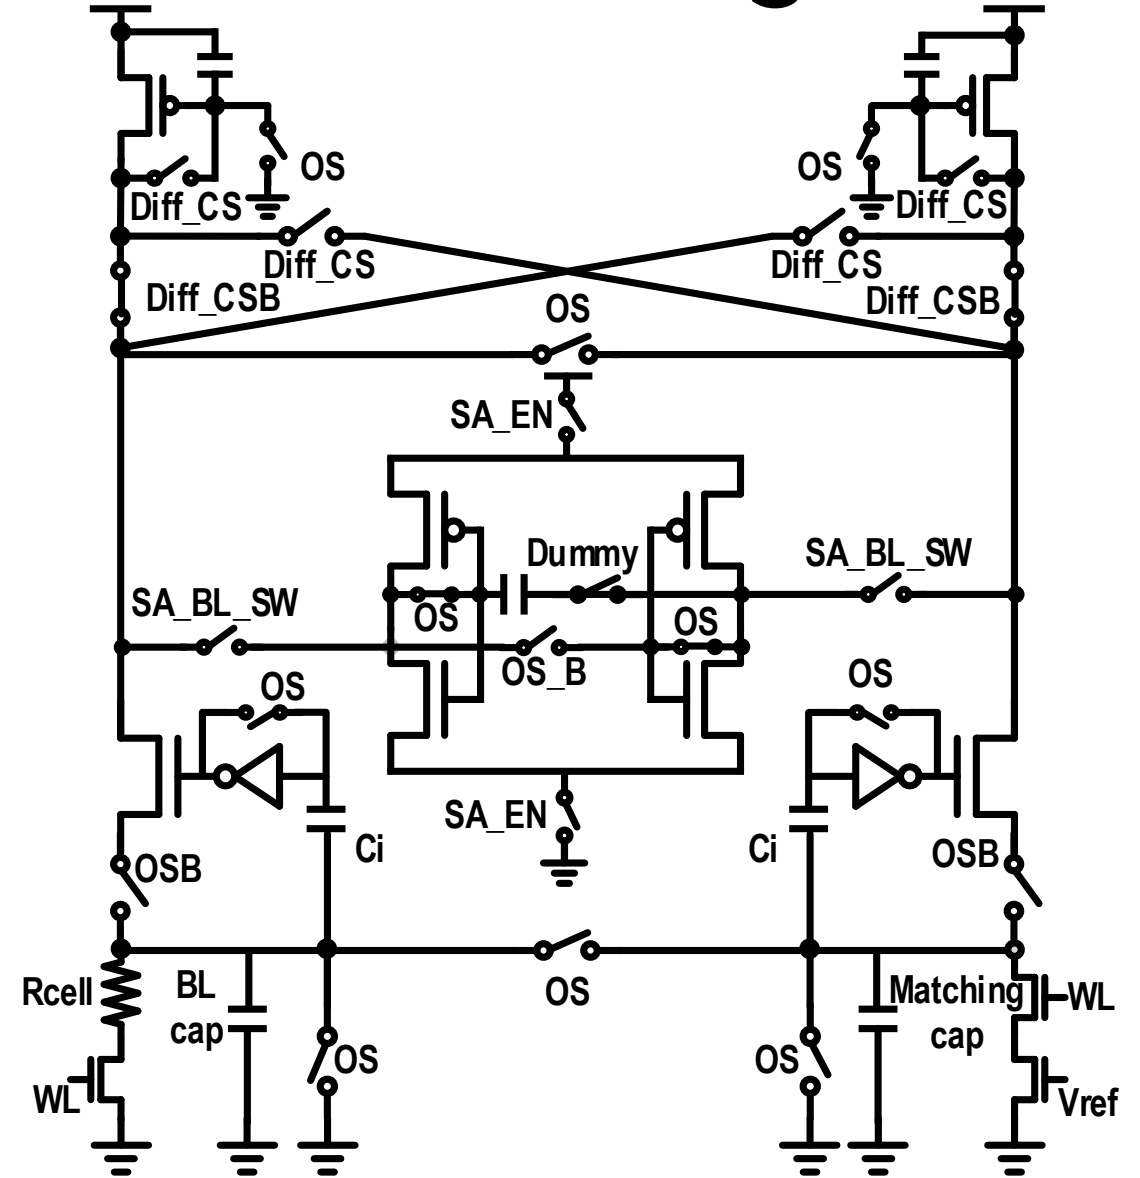 OS
OS
Diff_CS
Diff_CS
Diff_CS
Diff_CS
Diff_CSB
Diff_CSB
OS
SA_EN
Dummy
SA_BL_SW
SA_BL_SW
OS
OS
OS_B
OS
OS
SA_EN
Ci
Ci
OSB
OSB
Rcell
BL
cap
OS
Matching
cap
WL
OS
OS
WL
Vref